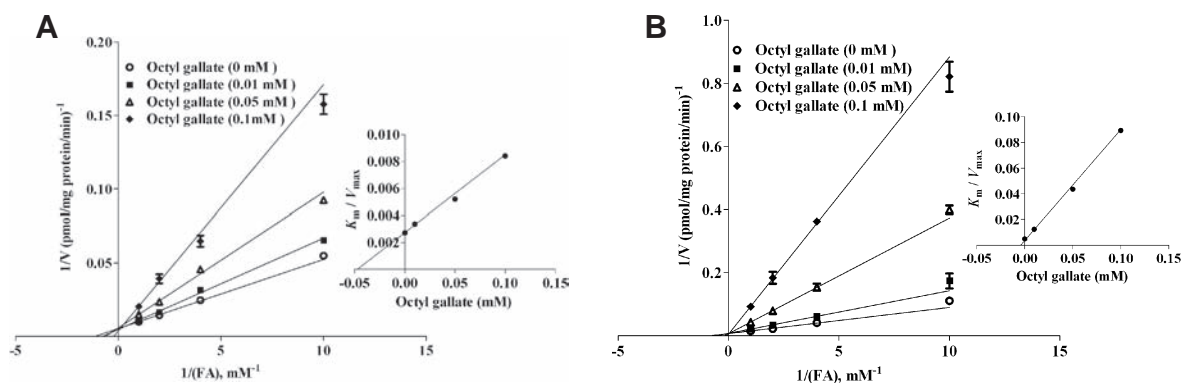 A
0.20
0.15
0.10
0.05
-5
0
5
10
15
1/V (pmol/mg protein/min)-1
1/(FA), mM-1
Octyl gallate (0 mM )
Octyl gallate (0.01 mM )
Octyl gallate (0.05 mM )
Octyl gallate (0.1mM )
0.010
0.008
0.006
0.004
0.002
-0.05
0.00
0.05
0.10
0.15
Km / Vmax
Octyl gallate (mM)
B
1.0
0.8
0.6
0.4
0.2
-5
0
5
10
15
1/V (pmol/mg protein/min)-1
1/(FA), mM-1
Octyl gallate (0 mM )
Octyl gallate (0.01 mM)
Octyl gallate (0.05 mM)
Octyl gallate (0.1 mM)
0.10
0.08
0.06
0.04
0.02
-0.05
0.00
0.05
0.10
0.15
Km / Vmax
Octyl gallate (mM)